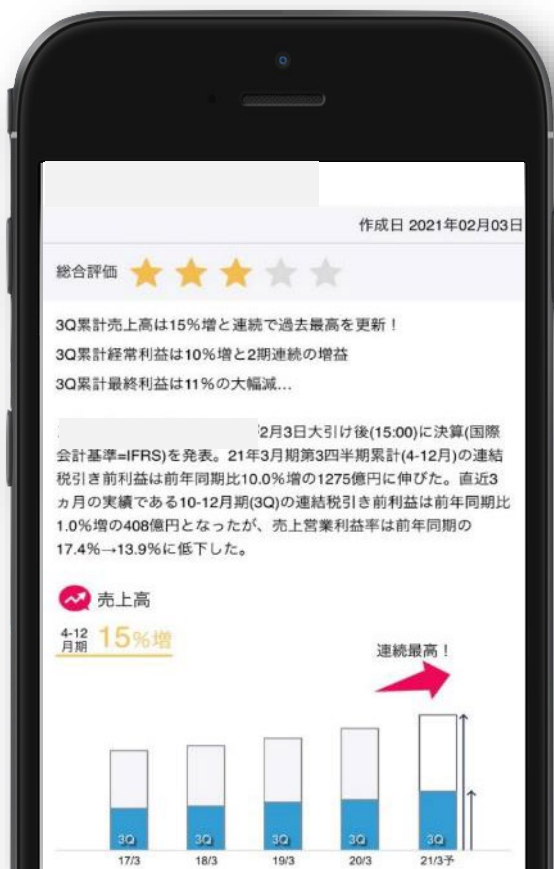 作成日 2021年02月03日
総合評価
3Q累計売上高は15%増と連続で過去最高を更新！
3Q累計経常利益は10%増と2期連続の増益
3Q累計最終利益は11%の大幅減…
2月3日大引け後(15:00)に決算(国際
会計基準=IFRS)を発表。21年3月期第3四半期累計(4-12月)の連結
税引き前利益は前年同期比10.0%増の1275億円に伸びた。直近3
ヵ月の実績である10-12月期(3Q)の連結税引き前利益は前年同期比
1.0%増の408億円となったが、売上営業利益率は前年同期の
17.4%→13.9%に低下した。
売上高
4-12
月期 15%増
連続最高！
3Q 3Q 3Q 3Q 3Q
17/3 18/3 19/3 20/3 21/3予